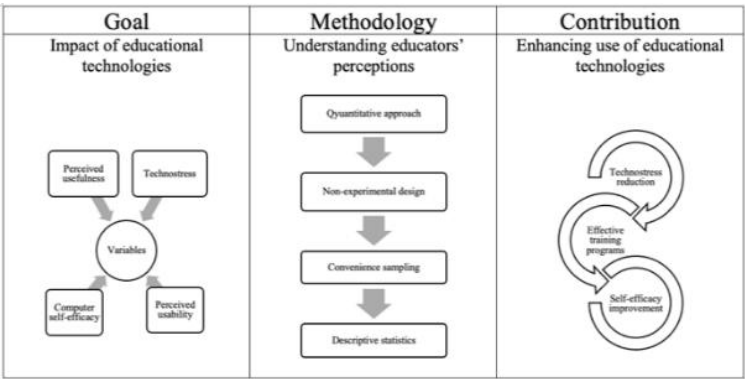 Goal
Impact of educational
technologies
Perceived
usefulness
Technostress
Variables
Computer
self-efficacy
Perceived
usability
Methodology
Understanding educators'
perceptions
Qyuantitative approach
Non-experimental design
Convenience sampling
Descriptive statistics
Contribution
Enhancing use of educational
technologies
Technostress
reduction
Effective
training
programs
Self-efficacy
improvement